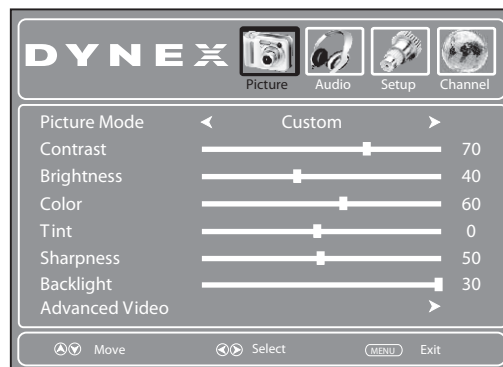 DYNEX
Picture Audio Setup Channel
Picture Mode Custom
Contrast 70
Brightness 40
Color 60
Tint 0
Sharpness 50
Backlight 30
Advanced Video
Move Select MENU Exit